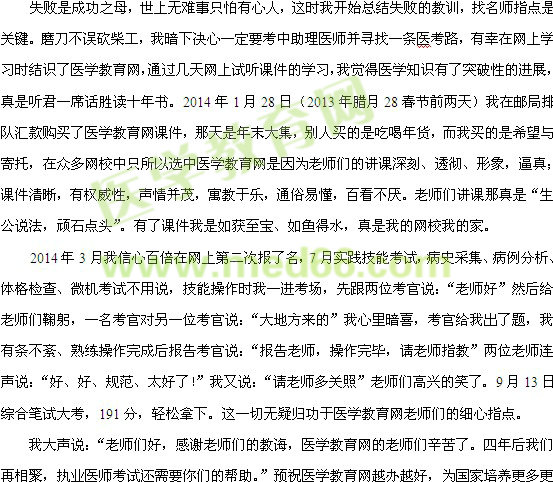 失败是成功之母，世上无难事只怕有心人，这时我开始总结失败的教训，找名师指点是
关键。磨刀不误砍柴工，我暗下决心一定要考中助理医师并寻找一条医考路，有幸在网上学
习时结识了医学教育网，通过几天网上试听课件的学习，我觉得医学知识有了突破性的进展，
真是听君一席话胜读十年书。2014 年 1 月 28 日（2013 年腊月 28 春节前两天）我在邮局排
队汇款购买了医学教育网课件，那天是年末大集，别人买的是吃喝年货，而我买的是希望与
寄托，在众多网校中只所以选中医学教育网是因为老师们的讲课深刻、透彻、形象，逼真；
课件清晰，有权威性，声情并茂，寓教于乐，通俗易懂，百看不厌。老师们讲课那真是“生
公说法，顽石点头”。有了课件我是如获至宝、如鱼得水，真是我的网校我的家。
2014 年 3 月我信心百倍在网上第二次报了名，7 月实践技能考试，病史采集、病例分析、
体格检查、微机考试不用说，技能操作时我一进考场，先跟两位考官说：“老师好”然后给
老师们鞠躬，一名考官对另一位考官说：“大地方来的”我心里暗喜，考官给我出了题，我
有条不紊、熟练操作完成后报告考官说：“报告老师，操作完毕，请老师指教”两位老师连
声说：“好、好、规范、太好了！”我又说：“请老师多关照”老师们高兴的笑了。9 月 13 日
综合笔试大考，191 分，轻松拿下。这一切无疑归功于医学教育网老师们的细心指点。
我大声说：“老师们好，感谢老师们的教诲，医学教育网的老师们辛苦了。四年后我们
再相聚，执业医师考试还需要你们的帮助。”预祝医学教育网越办越好，为国家培养更多更
医学教育网
www.med66.com